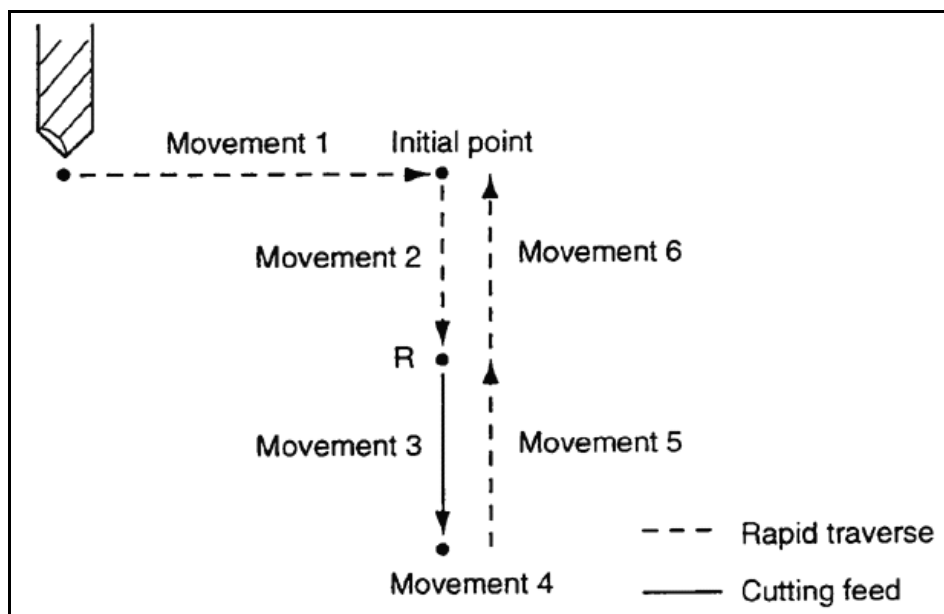 Movement 1
Initial point
Movement 2
Movement 6
R
Movement 3
Movement 5
Movement 4
Rapid traverse
Cutting feed